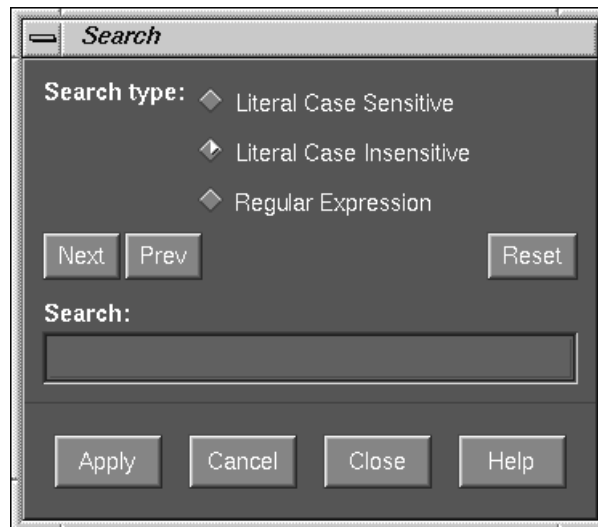 Search
Search type:
Literal Case Sensitive
Literal Case Insensitive
Regular Expression
Next Prev Reset
Search:
Apply Cancel Close Help